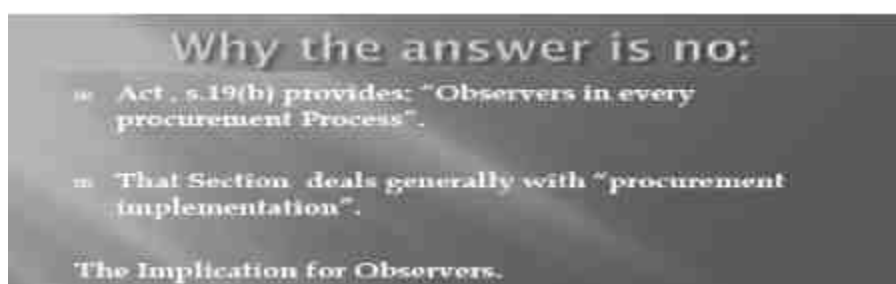 Why the answer is no:
Act , s.19(b) provides: “Observers in every
procurement Process”.
That Section deals generally with “procurement
implementation”.
The Implication for Observers.